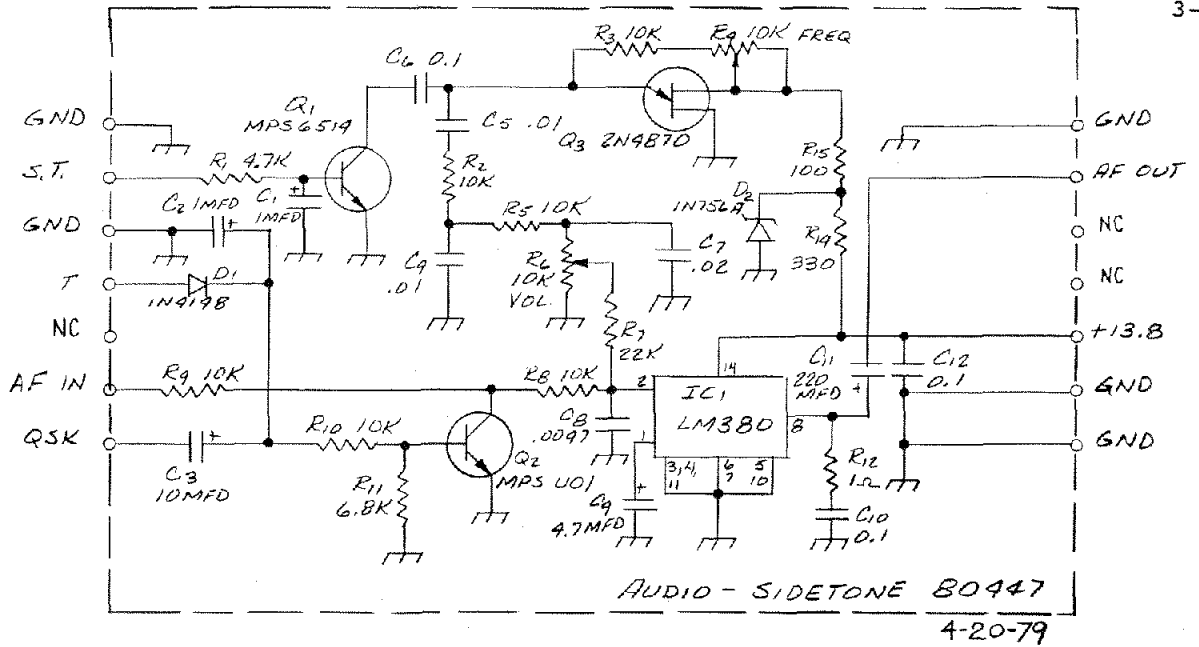 3-
R3 10K
R4 10K FREQ
C6 0.1
Q1
MPS6514
GND
C5 .01
Q3 2N4870
GND
S.T.
R1 4.7K
R2
10K
R15
100
AF OUT
C2 1MFD
C1
1MFD
D2
1N756A
GND
R5 10K
NC
C4
.01
R6
10K
VOL.
C7
.02
R14
330
T
D1
1N4148
NC
NC
R7
22K
+13.8
AF IN
R9 10K
R8 10K
2
14
IC1
LM380
C11
220
MFD
+
C12
0.1
GND
QSK
R10 10K
C8
.0047
1
8
GND
C3
10MFD
Q2
MPS U01
3,4,
11
6
7
5
10
R12
1Ω
R11
6.8K
C9
4.7MFD
C10
0.1
AUDIO - SIDETONE 80447
4-20-79